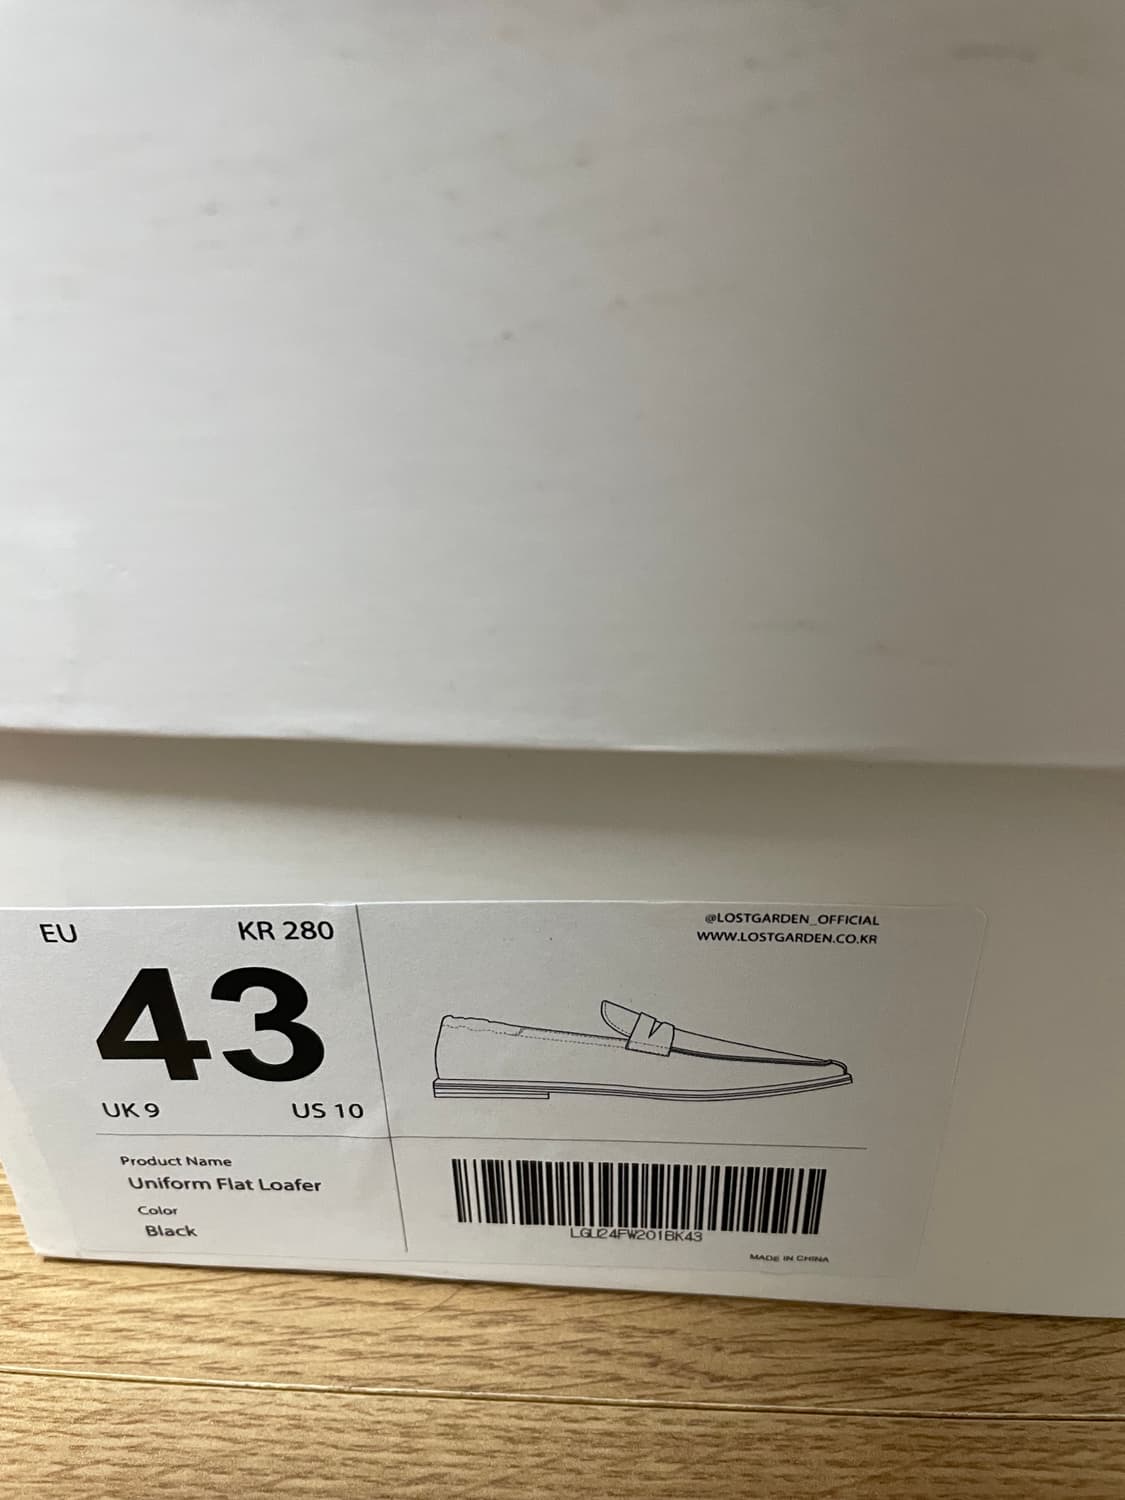 EU KR 280
43
UK 9 US 10
Product Name
Uniform Flat Loafer
Color
Black
@LOSTGARDEN_OFFICIAL
WWW.LOSTGARDEN.CO.KR
LGU24FW201BK43
MADE IN CHINA